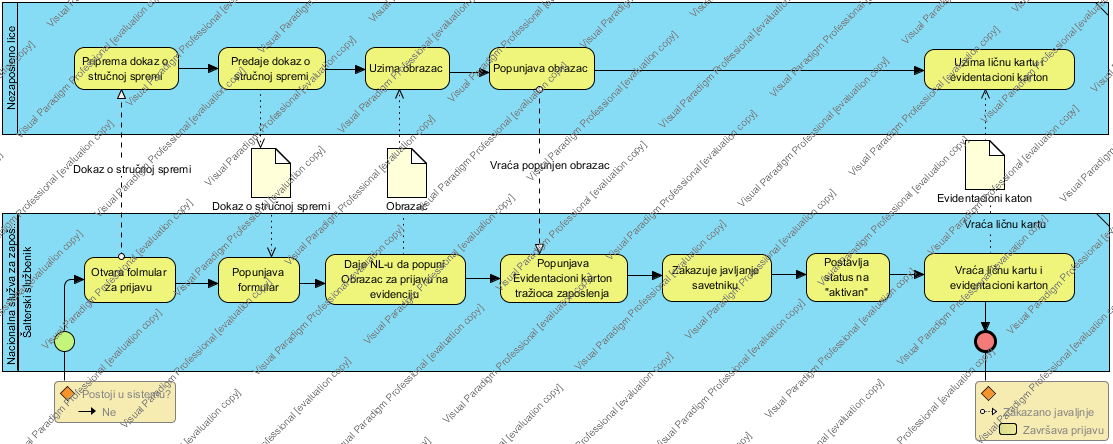 Nezaposleno lice
Priprema dokaz o
stručnoj spremi
Predaje dokaz o
stručnoj spremi
Uzima obrazac
Popunjava obrazac
Uzima ličnu kartu i
evidentacioni karton
Dokaz o stručnoj spremi
Dokaz o stručnoj spremi
Obrazac
Vraća popunjen obrazac
Evidentacioni katon
Vraća ličnu kartu
Nacionalna služva za zapoš...
Šalterski službenik
Otvara folmular
za prijavu
Popunjava
formular
Daje NL-u da popuni
Obrazac za prijavu na
evidenciju
Popunjava
Evidentacioni karton
tražioca zaposlenja
Zakazuje javljanje
savetniku
Postavlja
status na
"aktivan"
Vraća ličnu kartu i
evidentacioni karton
Postoji u sistemu?
Ne
Zakazano javaljnje
Završava prijavu
Visual Paradigm Professional [evaluation copy]